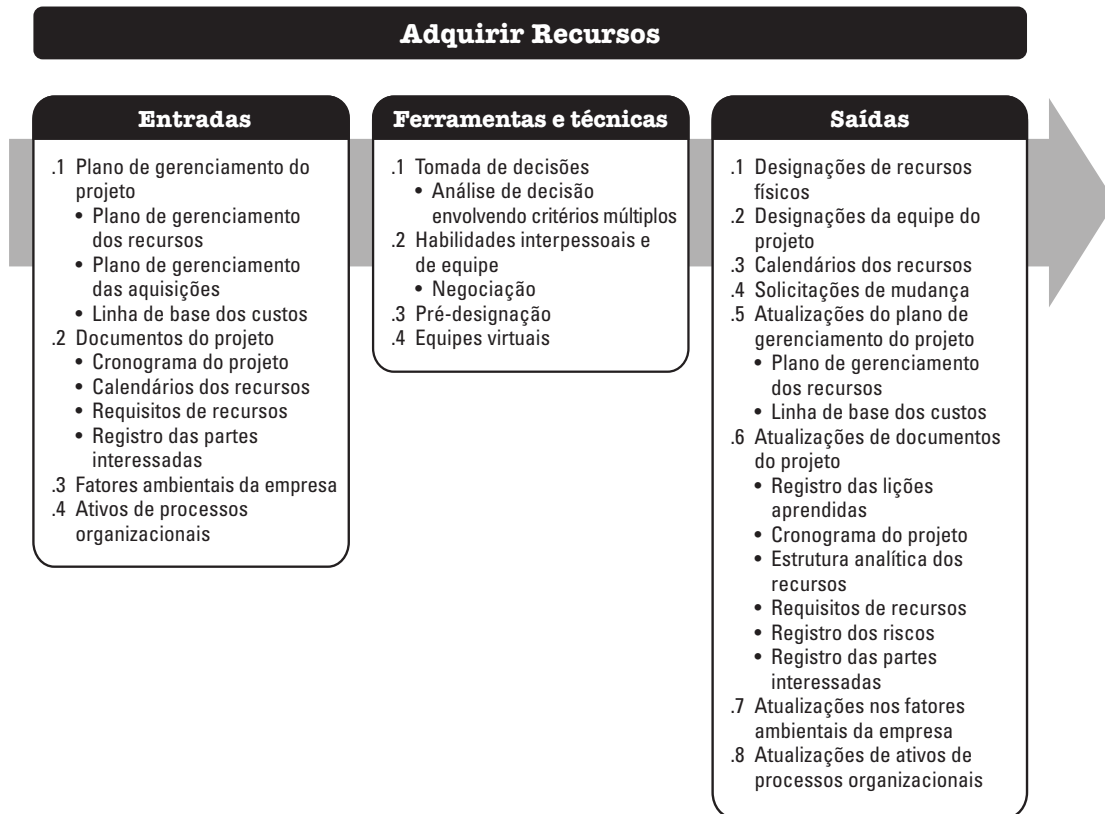 Adquirir Recursos
Entradas
.1 Plano de gerenciamento do
projeto
• Plano de gerenciamento
dos recursos
• Plano de gerenciamento
das aquisições
• Linha de base dos custos
.2 Documentos do projeto
• Cronograma do projeto
• Calendários dos recursos
• Requisitos de recursos
• Registro das partes
interessadas
.3 Fatores ambientais da empresa
.4 Ativos de processos
organizacionais
Ferramentas e técnicas
.1 Tomada de decisões
• Análise de decisão
envolvendo critérios múltiplos
.2 Habilidades interpessoais e
de equipe
• Negociação
.3 Pré-designação
.4 Equipes virtuais
Saídas
.1 Designações de recursos
físicos
.2 Designações da equipe do
projeto
.3 Calendários dos recursos
.4 Solicitações de mudança
.5 Atualizações do plano de
gerenciamento do projeto
• Plano de gerenciamento
dos recursos
• Linha de base dos custos
.6 Atualizações de documentos
do projeto
• Registro das lições
aprendidas
• Cronograma do projeto
• Estrutura analítica dos
recursos
• Requisitos de recursos
• Registro dos riscos
• Registro das partes
interessadas
.7 Atualizações nos fatores
ambientais da empresa
.8 Atualizações de ativos de
processos organizacionais